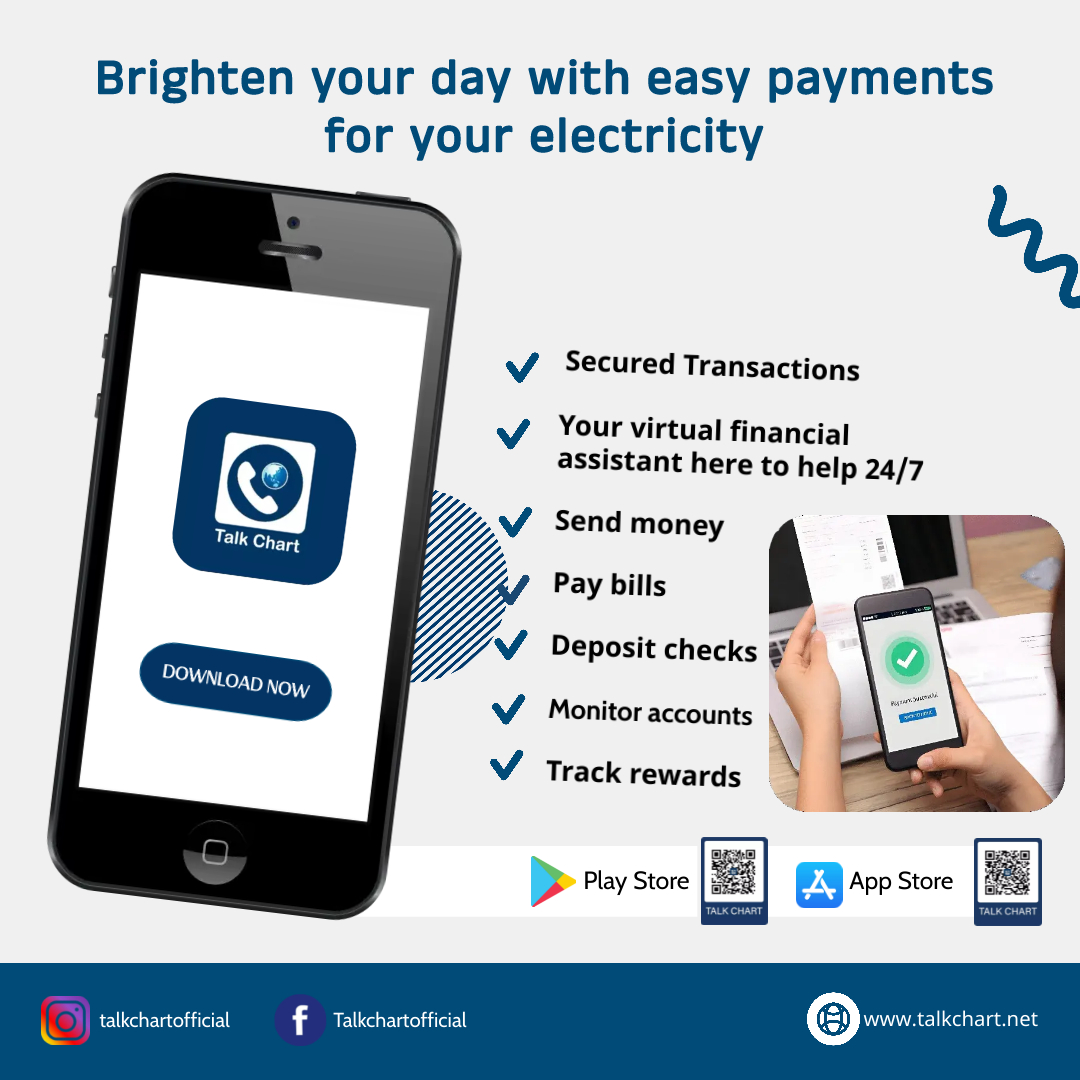 Brighten your day with easy payments
for your electricity
Talk Chart
DOWNLOAD NOW
Secured Transactions
Your virtual financial
assistant here to help 24/7
Send money
Pay bills
Deposit checks
Monitor accounts
Track rewards
Payment Successful
Play Store
TALK CHART
App Store
TALK CHART
talkchartofficial
Talkchartofficial
www.talkchart.net